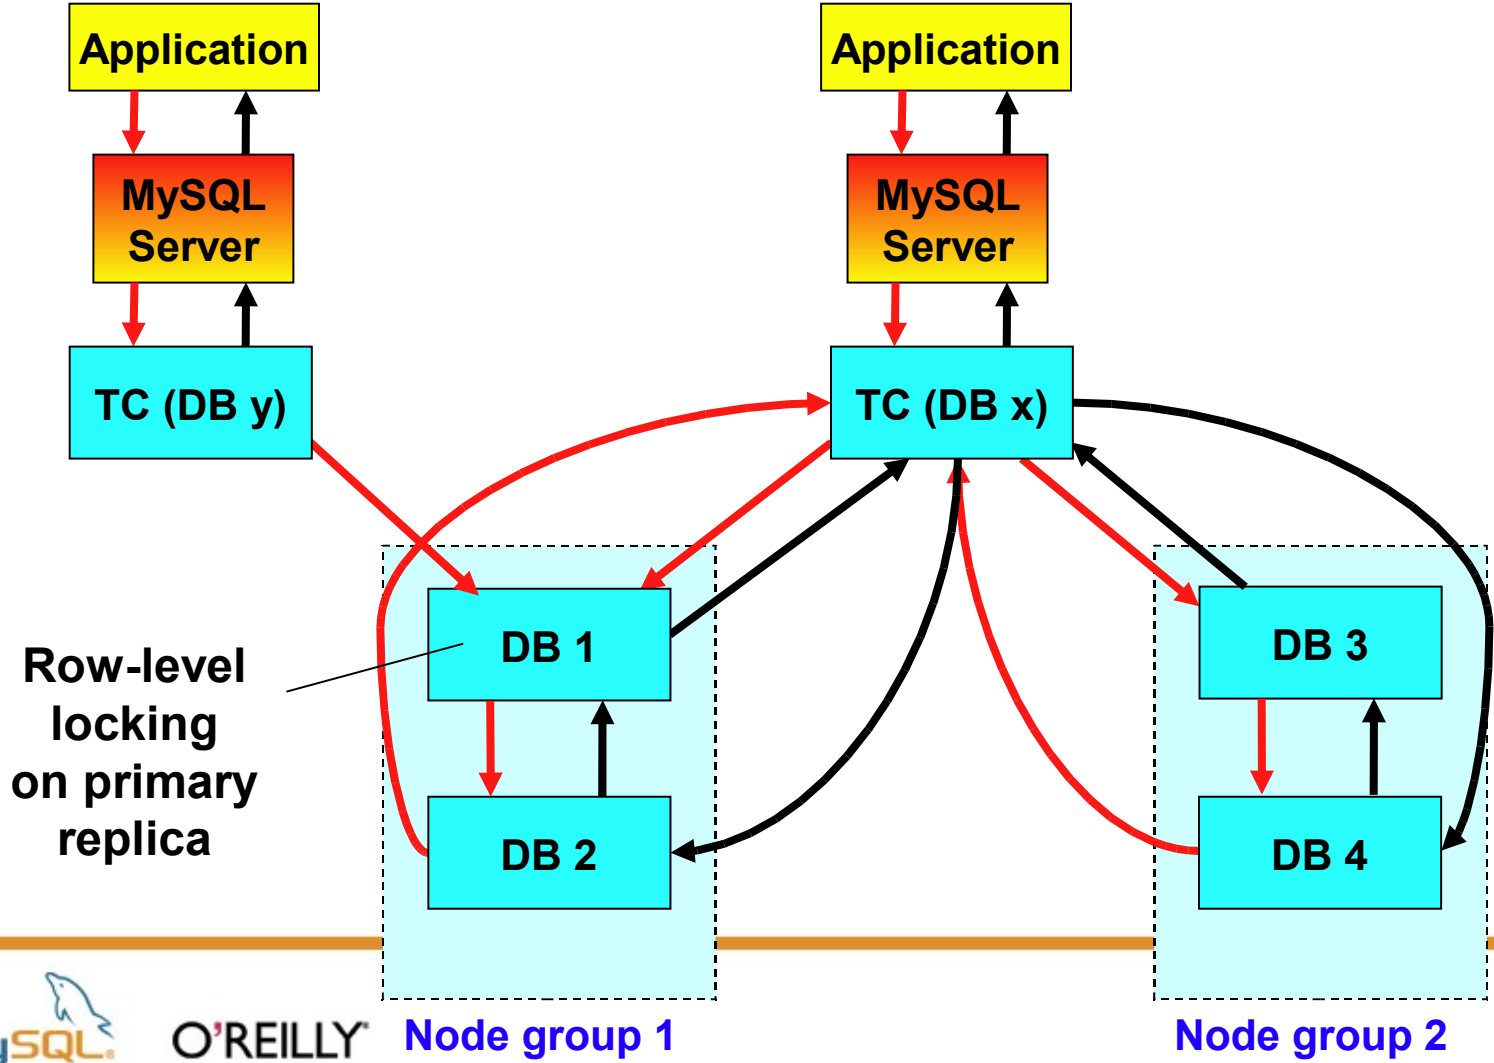 Application
Application
MySQL
Server
MySQL
Server
TC (DB y)
TC (DB x)
Row-level
locking
on primary
replica
DB 1
DB 3
DB 2
DB 4
ySQL®
O'REILLY®
Node group 1
Node group 2